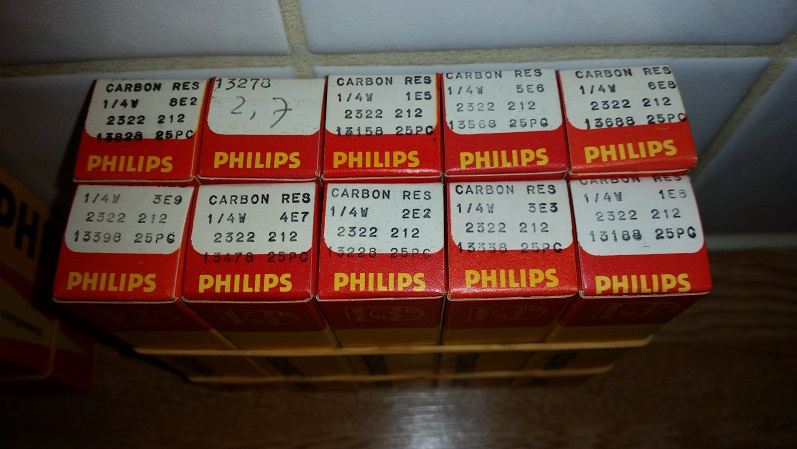 CARBON RES
1/4W 8E2
2322 212
13828 25PC
PHILIPS
13278
2,7
PHILIPS
CARBON RES
1/4W 1E5
2322 212
13158 25PC
PHILIPS
CARBON RES
1/4W 5E6
2322 212
13568 25PC
PHILIPS
CARBON RES
1/4W 6E8
2322 212
13688 25PC
PHILIPS
1/4W 3E9
2322 212
13398 25PC
PHILIPS
CARBON RES
1/4W 4E7
2322 212
13478 25PC
PHILIPS
CARBON RES
1/4W 2E2
2322 212
13228 25PC
PHILIPS
CARBON RES
1/4W 3E3
2322 212
13338 25PC
PHILIPS
CARBON RES
1/4W 1E8
2322 212
13188 25PC
PHILIPS
PHI